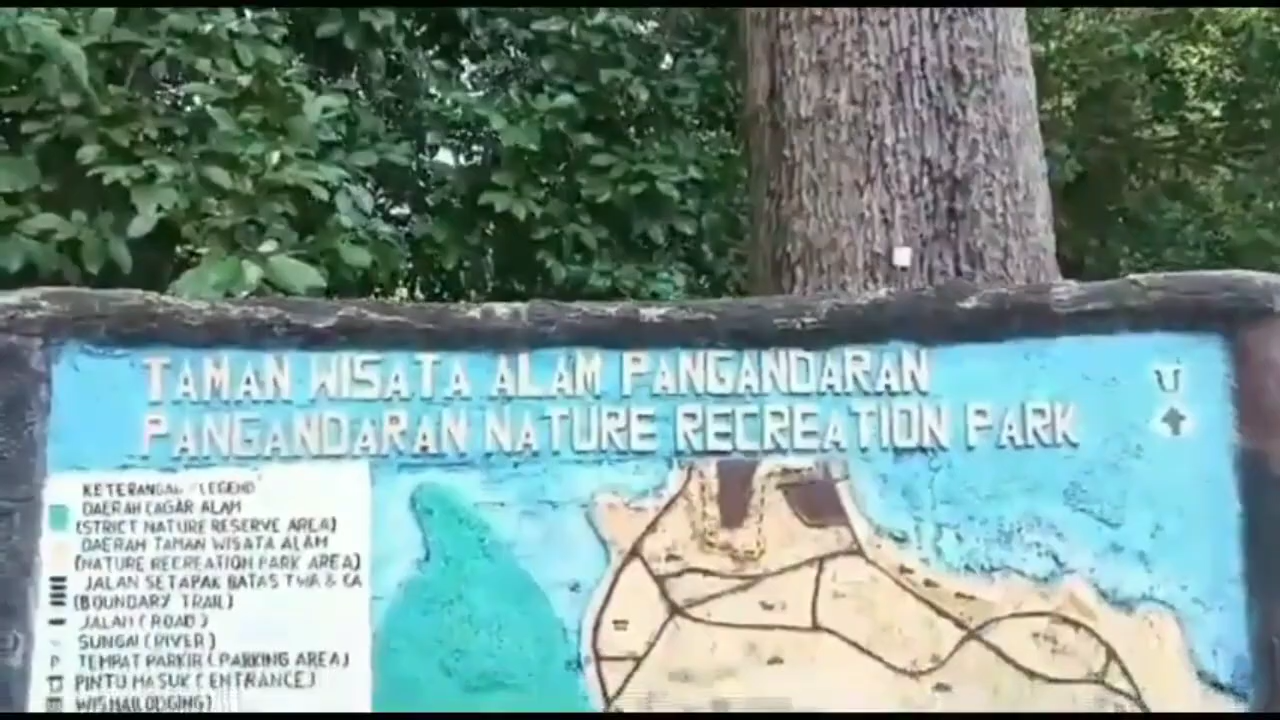 TAMAN WISATA ALAM PANGANDARAN
PANGANDARAN NATURE RECREATION PARK
U
KETERANGAN "LEGEND"
DAERAH CAGAR ALAM
(STRICT NATURE RESERVE AREA)
DAERAH TAMAN WISATA ALAM
(NATURE RECREATION PARK AREA)
JALAN SETAPAK BATAS TWA & CA
(BOUNDARY TRAIL)
JALAN (ROAD)
SUNGAI (RIVER)
P TEMPAT PARKIR (PARKING AREA)
PINTU MASUK (ENTRANCE)
WISMA(LODGING)